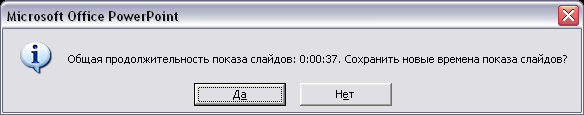 Microsoft Office PowerPoint
Общая продолжительность показа слайдов: 0:00:37. Сохранить новые времена показа слайдов?
Да
Нет